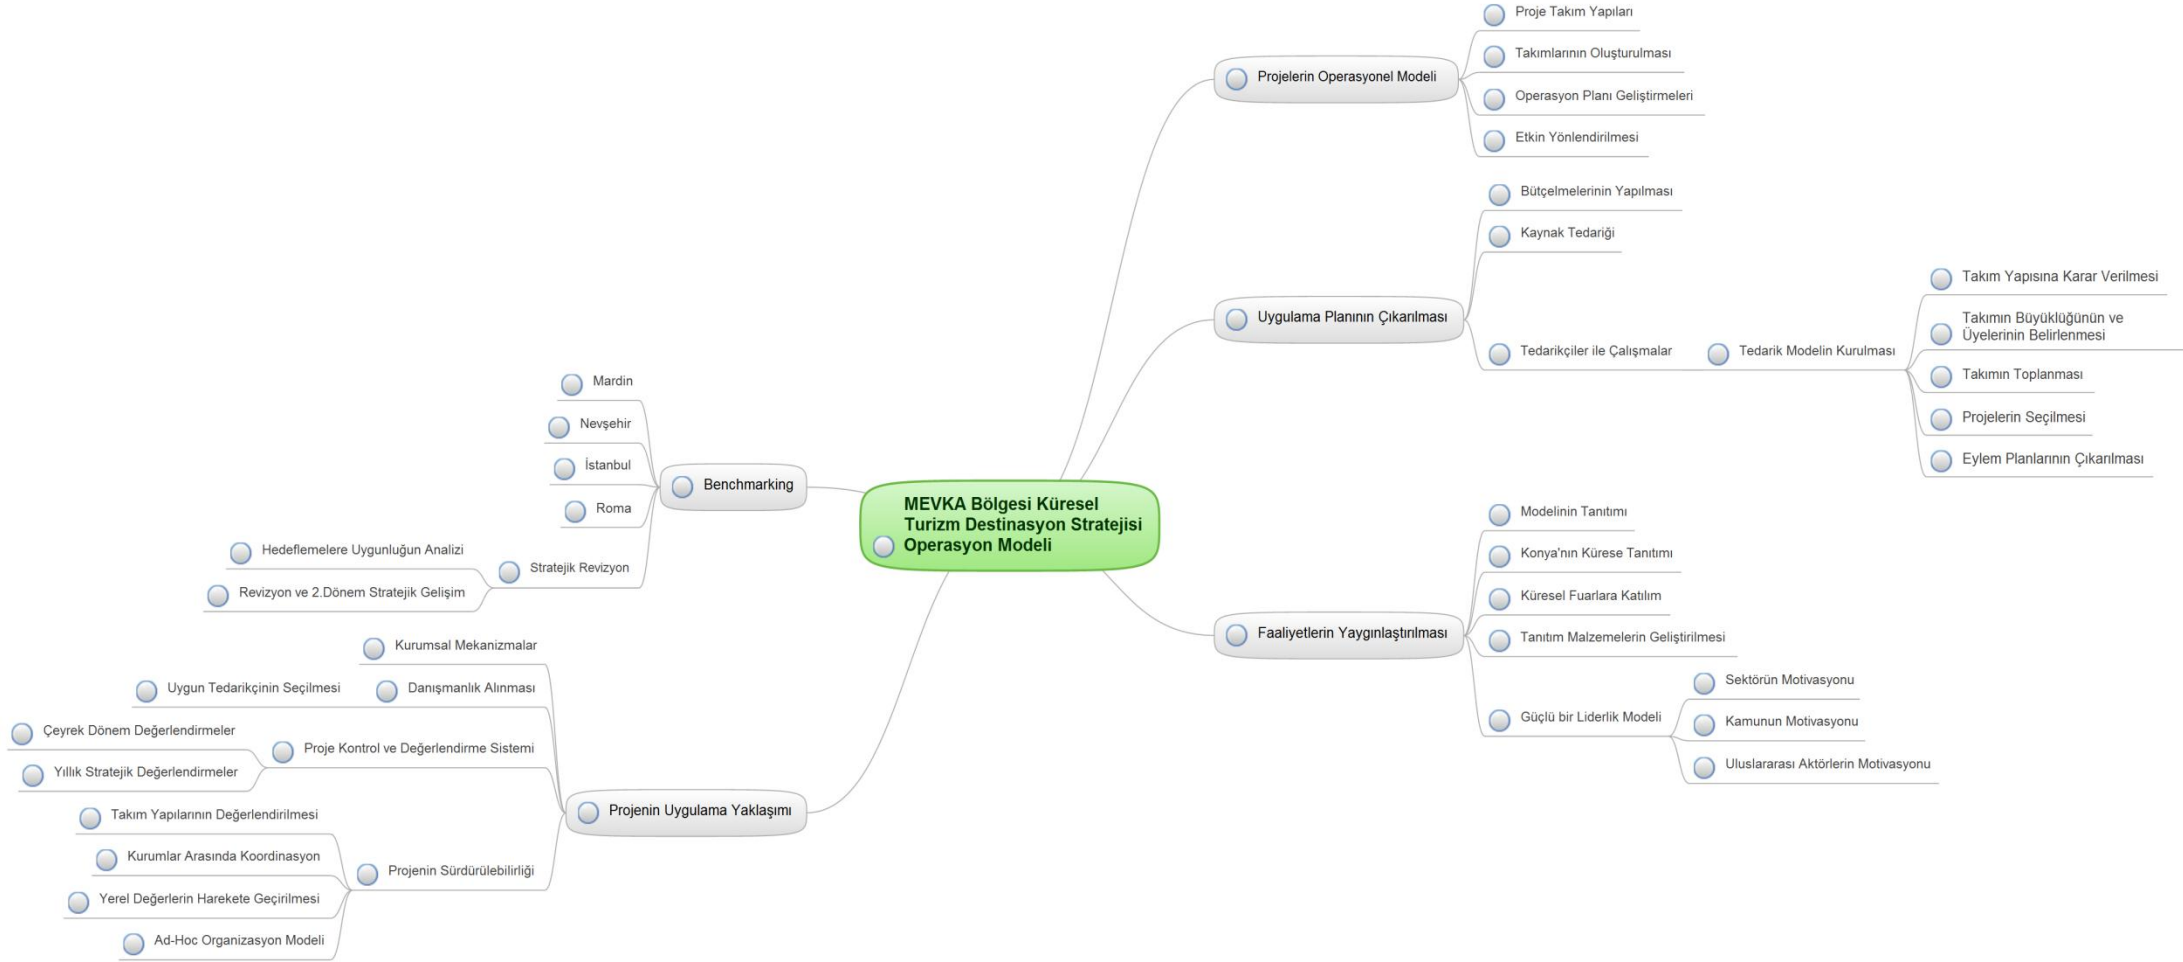 MEVKA Bölgesi Küresel
Turizm Destinasyon Stratejisi
Operasyon Modeli
Projelerin Operasyonel Modeli
Proje Takım Yapıları
Takımlarının Oluşturulması
Operasyon Planı Geliştirmeleri
Etkin Yönlendirilmesi
Uygulama Planının Çıkarılması
Bütçelmelerinin Yapılması
Kaynak Tedariği
Tedarikçiler ile Çalışmalar
Tedarik Modelin Kurulması
Takım Yapısına Karar Verilmesi
Takımın Büyüklüğünün ve
Üyelerinin Belirlenmesi
Takımın Toplanması
Projelerin Seçilmesi
Eylem Planlarının Çıkarılması
Faaliyetlerin Yaygınlaştırılması
Modelinin Tanıtımı
Konya'nın Kürese Tanıtımı
Küresel Fuarlara Katılım
Tanıtım Malzemelerin Geliştirilmesi
Güçlü bir Liderlik Modeli
Sektörün Motivasyonu
Kamunun Motivasyonu
Uluslararası Aktörlerin Motivasyonu
Benchmarking
Mardin
Nevşehir
İstanbul
Roma
Stratejik Revizyon
Hedeflemelere Uygunluğun Analizi
Revizyon ve 2.Dönem Stratejik Gelişim
Projenin Uygulama Yaklaşımı
Kurumsal Mekanizmalar
Danışmanlık Alınması
Uygun Tedarikçinin Seçilmesi
Proje Kontrol ve Değerlendirme Sistemi
Çeyrek Dönem Değerlendirmeler
Yıllık Stratejik Değerlendirmeler
Projenin Sürdürülebilirliği
Takım Yapılarının Değerlendirilmesi
Kurumlar Arasında Koordinasyon
Yerel Değerlerin Harekete Geçirilmesi
Ad-Hoc Organizasyon Modeli